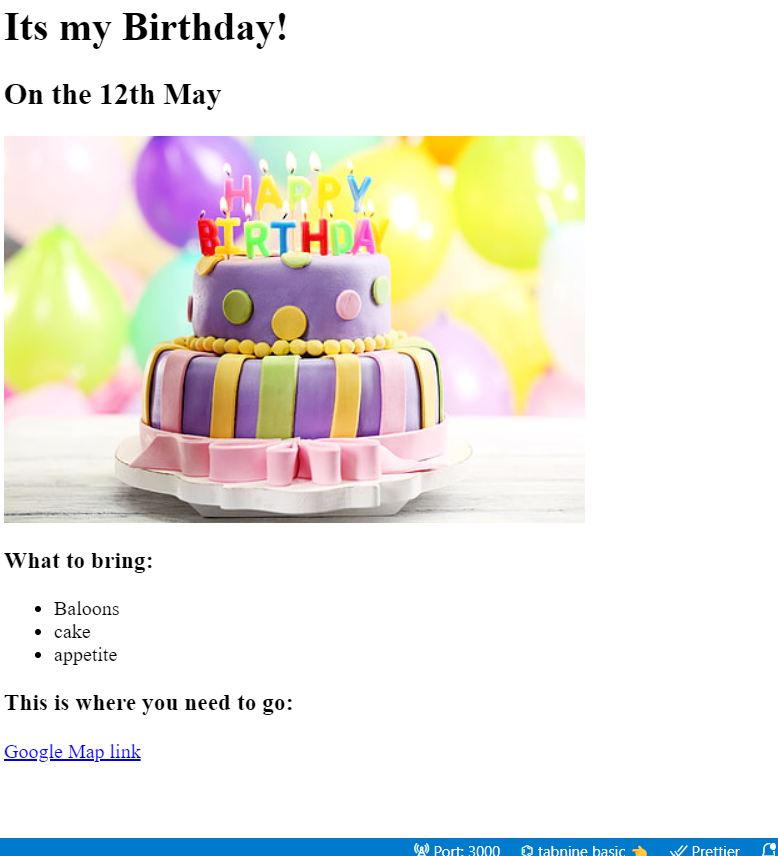 Its my Birthday!
On the 12th May
HAPPY
BIRTHDAY
What to bring:
Baloons
cake
appetite
This is where you need to go:
Google Map link
Port: 3000 tabnine basic 👈 Prettier